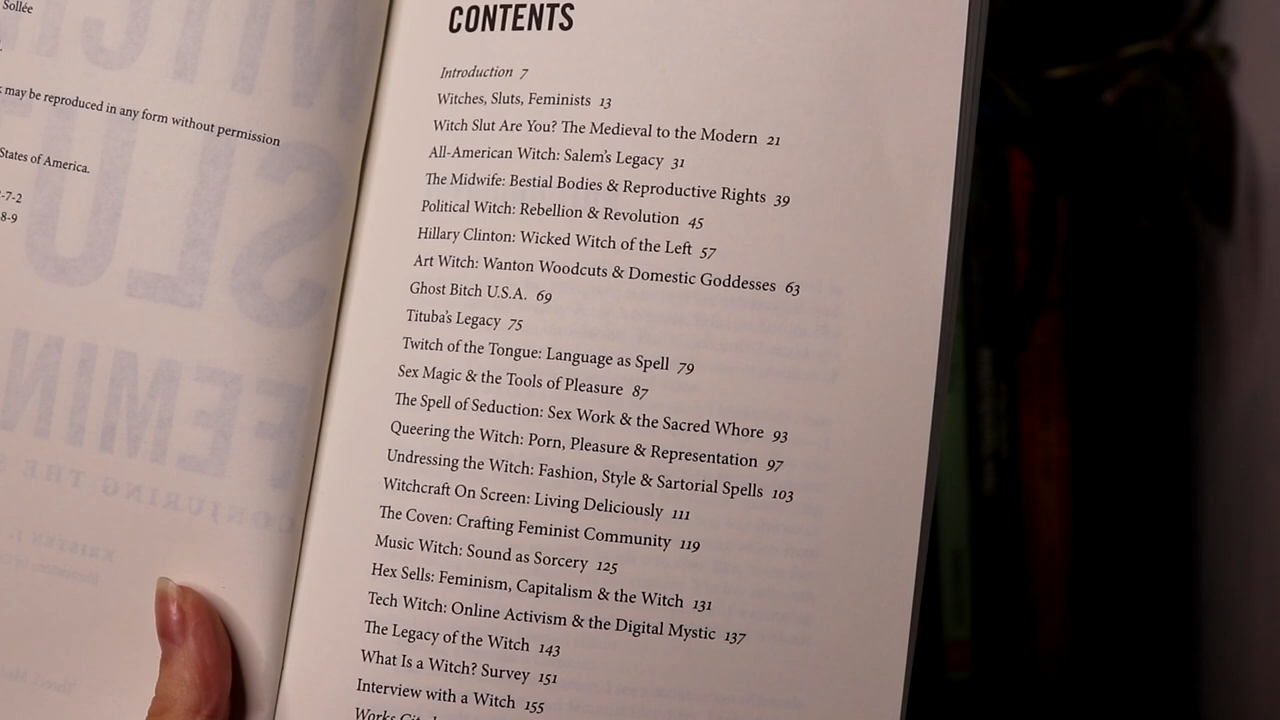 Sollée
may be reproduced in any form without permission
States of America.
-7-2
8-9
CONTENTS
Introduction 7
Witches, Sluts, Feminists 13
Witch Slut Are You? The Medieval to the Modern 21
All-American Witch: Salem's Legacy 31
The Midwife: Bestial Bodies & Reproductive Rights 39
Political Witch: Rebellion & Revolution 45
Hillary Clinton: Wicked Witch of the Left 57
Art Witch: Wanton Woodcuts & Domestic Goddesses 63
Ghost Bitch U.S.A. 69
Tituba's Legacy 75
Twitch of the Tongue: Language as Spell 79
Sex Magic & the Tools of Pleasure 87
The Spell of Seduction: Sex Work & the Sacred Whore 93
Queering the Witch: Porn, Pleasure & Representation 97
Undressing the Witch: Fashion, Style & Sartorial Spells 103
Witchcraft On Screen: Living Deliciously 111
The Coven: Crafting Feminist Community 119
Music Witch: Sound as Sorcery 125
Hex Sells: Feminism, Capitalism & the Witch 131
Tech Witch: Online Activism & the Digital Mystic 137
The Legacy of the Witch 143
What Is a Witch? Survey 151
Interview with a Witch 155
Works